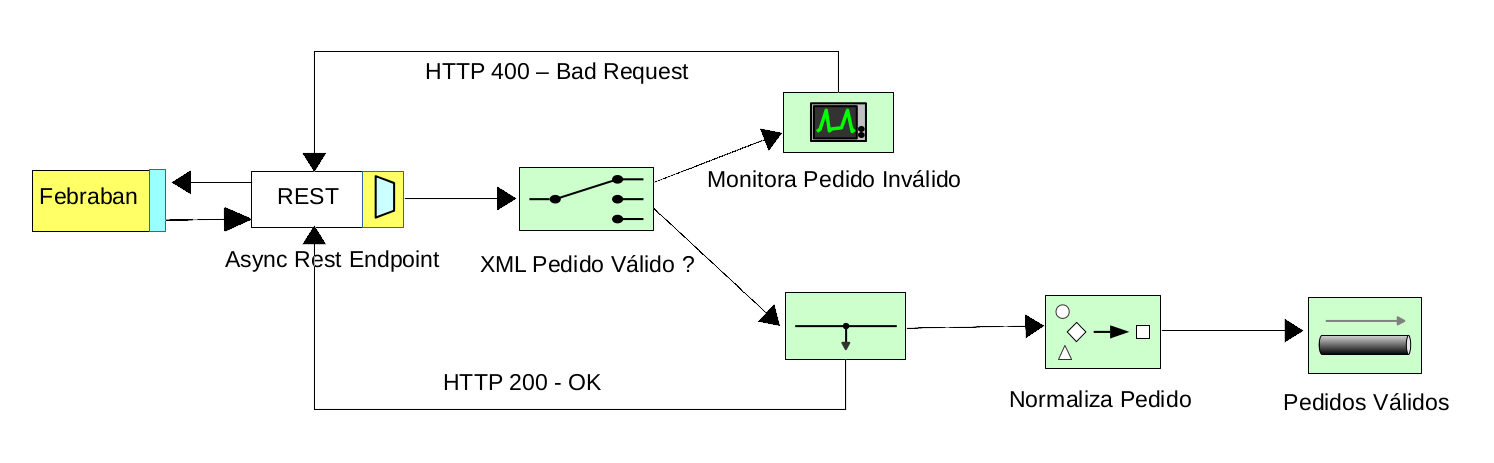 HTTP 400 – Bad Request
Monitora Pedido Inválido
Febraban
REST
Async Rest Endpoint
XML Pedido Válido ?
HTTP 200 - OK
Normaliza Pedido
Pedidos Válidos